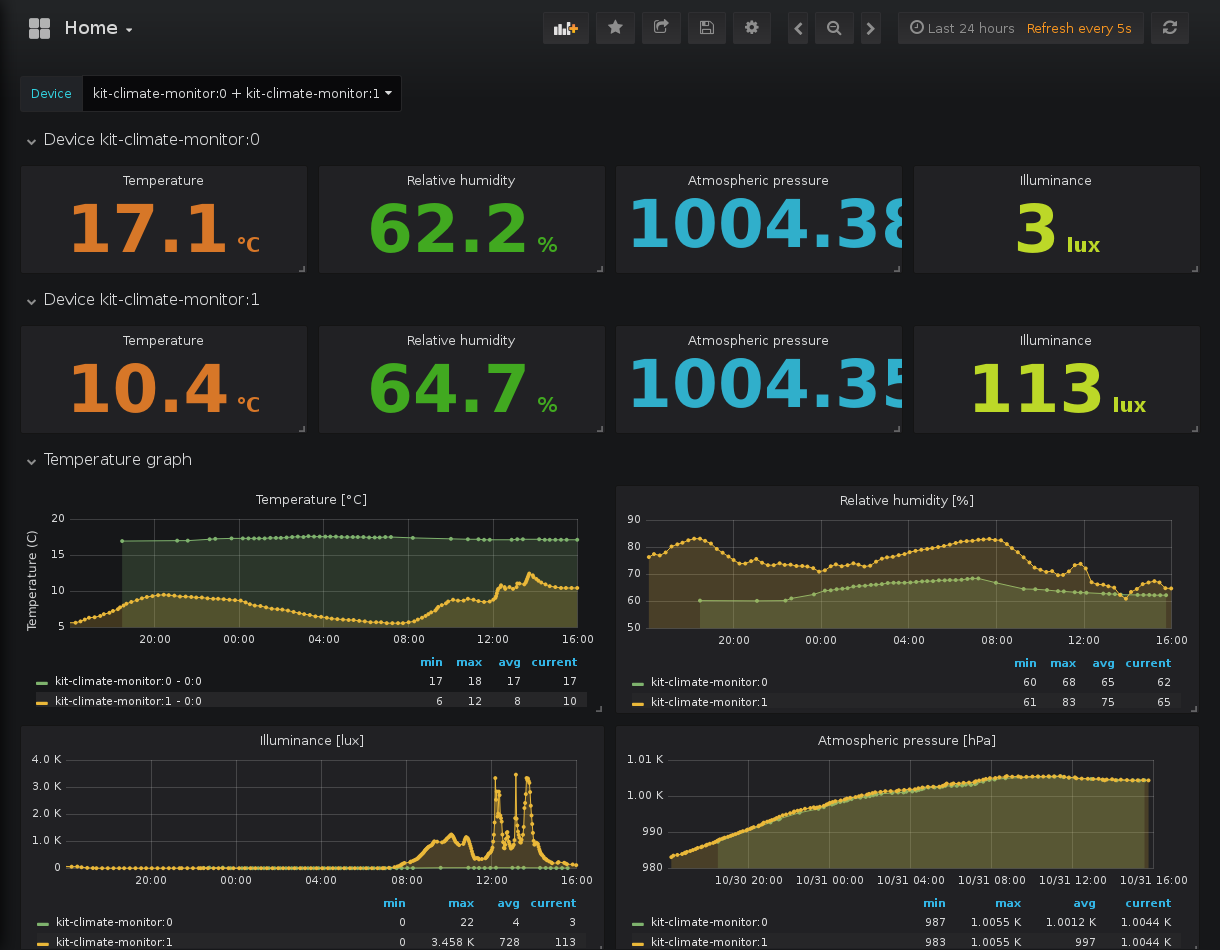 Home
Last 24 hours Refresh every 5s
Device kit-climate-monitor:0 + kit-climate-monitor:1
Device kit-climate-monitor:0
Temperature Relative humidity Atmospheric pressure Illuminance
17.1 °C 62.2 % 1004.38 3 lux
Device kit-climate-monitor:1
Temperature Relative humidity Atmospheric pressure Illuminance
10.4 °C 64.7 % 1004.35 113 lux
Temperature graph
Temperature [°C]
Temperature (C)
20
15
10
5
20:00 00:00 04:00 08:00 12:00 16:00
min max avg current
kit-climate-monitor:0 - 0:0 17 18 17 17
kit-climate-monitor:1 - 0:0 6 12 8 10
Relative humidity [%]
90
80
70
60
50
20:00 00:00 04:00 08:00 12:00 16:00
min max avg current
kit-climate-monitor:0 60 68 65 62
kit-climate-monitor:1 61 83 75 65
Illuminance [lux]
4.0 K
3.0 K
2.0 K
1.0 K
0
20:00 00:00 04:00 08:00 12:00 16:00
min max avg current
kit-climate-monitor:0 0 22 4 3
kit-climate-monitor:1 0 3.458 K 728 113
Atmospheric pressure [hPa]
1.01 K
1.00 K
990
980
10/30 20:00 10/31 00:00 10/31 04:00 10/31 08:00 10/31 12:00 10/31 16:00
min max avg current
kit-climate-monitor:0 987 1.0055 K 1.0012 K 1.0044 K
kit-climate-monitor:1 983 1.0055 K 997 1.0044 K